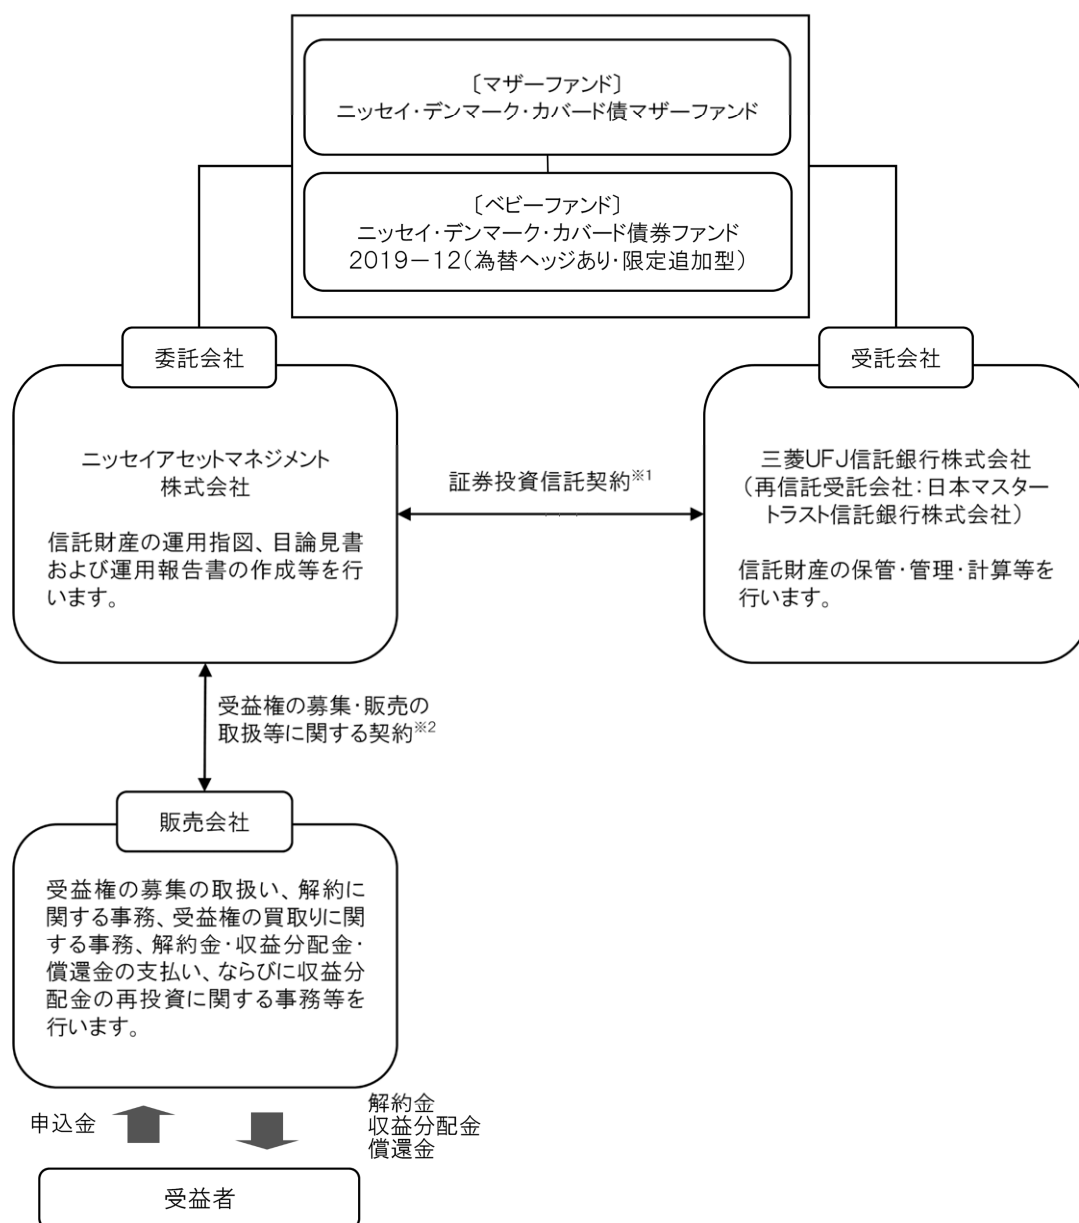 〔マザーファンド〕
ニッセイ・デンマーク・カバード債マザーファンド
〔ベビーファンド〕
ニッセイ・デンマーク・カバード債券ファンド
2019－12（為替ヘッジあり・限定追加型）
委託会社
ニッセイアセットマネジメント
株式会社
信託財産の運用指図、目論見書
および運用報告書の作成等を行
います。
証券投資信託契約※1
受託会社
三菱UFJ信託銀行株式会社
（再信託受託会社：日本マスター
トラスト信託銀行株式会社）
信託財産の保管・管理・計算等を
行います。
受益権の募集・販売の
取扱等に関する契約※2
販売会社
受益権の募集の取扱い、解約に
関する事務、受益権の買取りに関
する事務、解約金・収益分配金・
償還金の支払い、ならびに収益分
配金の再投資に関する事務等を
行います。
申込金
解約金
収益分配金
償還金
受益者